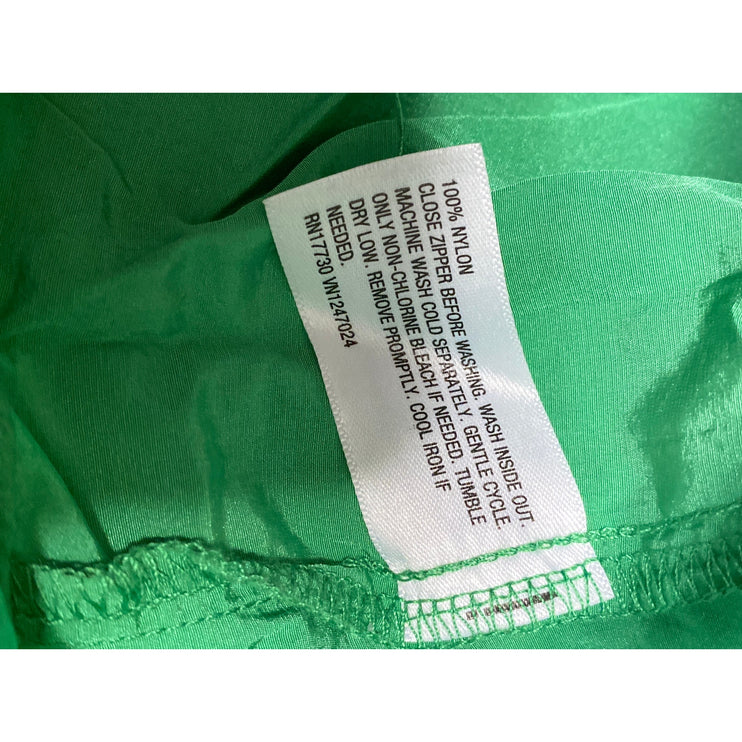 100% NYLON
CLOSE ZIPPER BEFORE WASHING. WASH INSIDE OUT.
MACHINE WASH COLD SEPARATELY. GENTLE CYCLE.
ONLY NON-CHLORINE BLEACH IF NEEDED. TUMBLE
DRY LOW. REMOVE PROMPTLY. COOL IRON IF
NEEDED.
RN17730 VN1247024